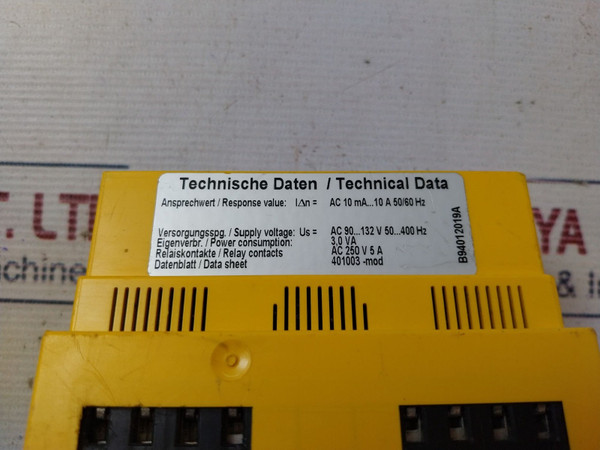 Technische Daten / Technical Data
Ansprechwert / Response value: IΔn = AC 10 mA...10 A 50/60 Hz
Versorgungsspg. / Supply voltage: Us = AC 90...132 V 50...400 Hz
Eigenverbr. / Power consumption: 3,0 VA
Relaiskontakte / Relay contacts AC 250 V 5 A
Datenblatt / Data sheet 401003 -mod
B94012019A
T. LT
YA
achine
&